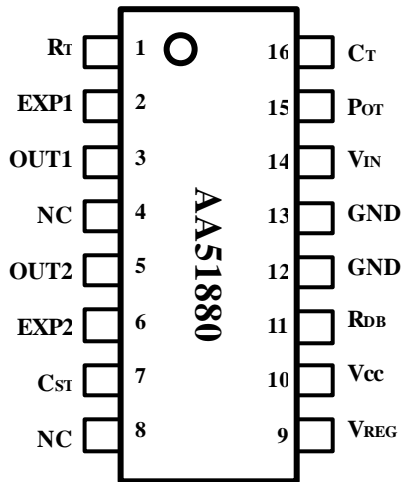 RT 1 16 CT
EXP1 2 15 POT
OUT1 3 14 VIN
NC 4 13 GND
OUT2 5 12 GND
EXP2 6 11 RDB
CST 7 10 Vcc
NC 8 9 VREG
AA51880